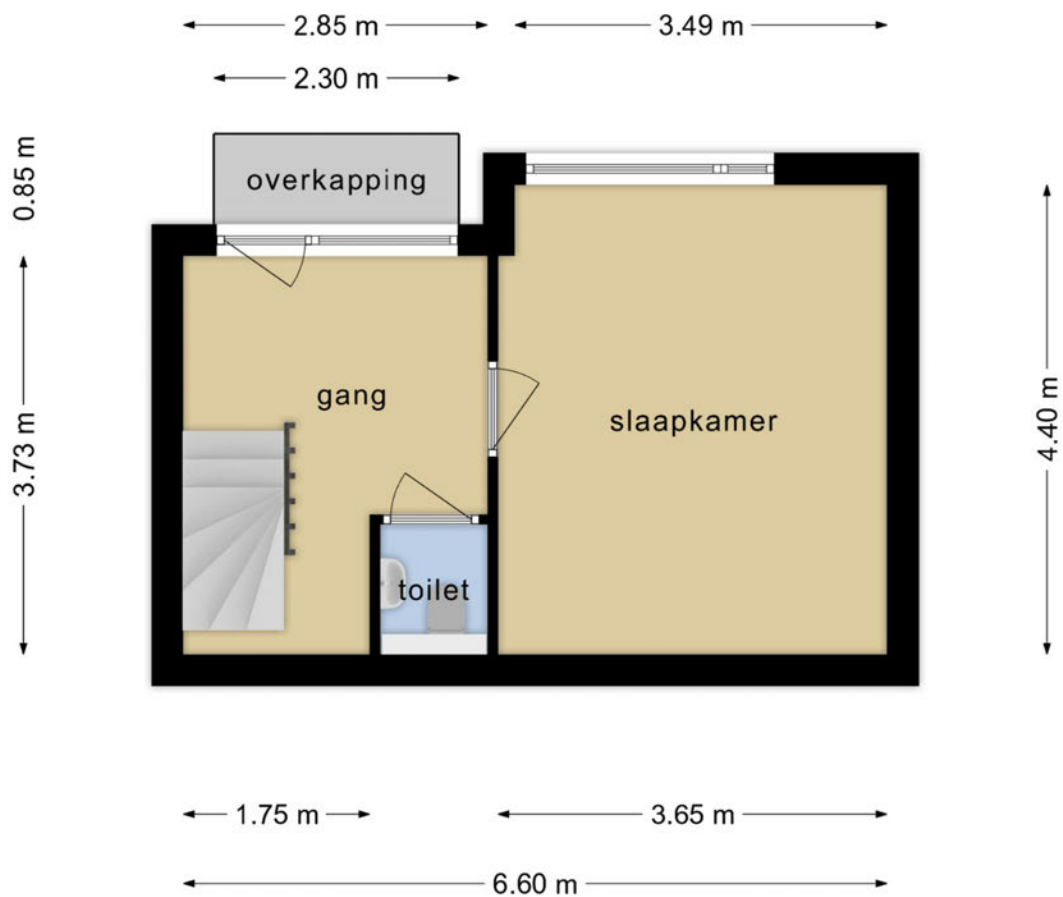 2.85 m
3.49 m
2.30 m
0.85 m
overkapping
gang
slaapkamer
3.73 m
4.40 m
toilet
1.75 m
3.65 m
6.60 m